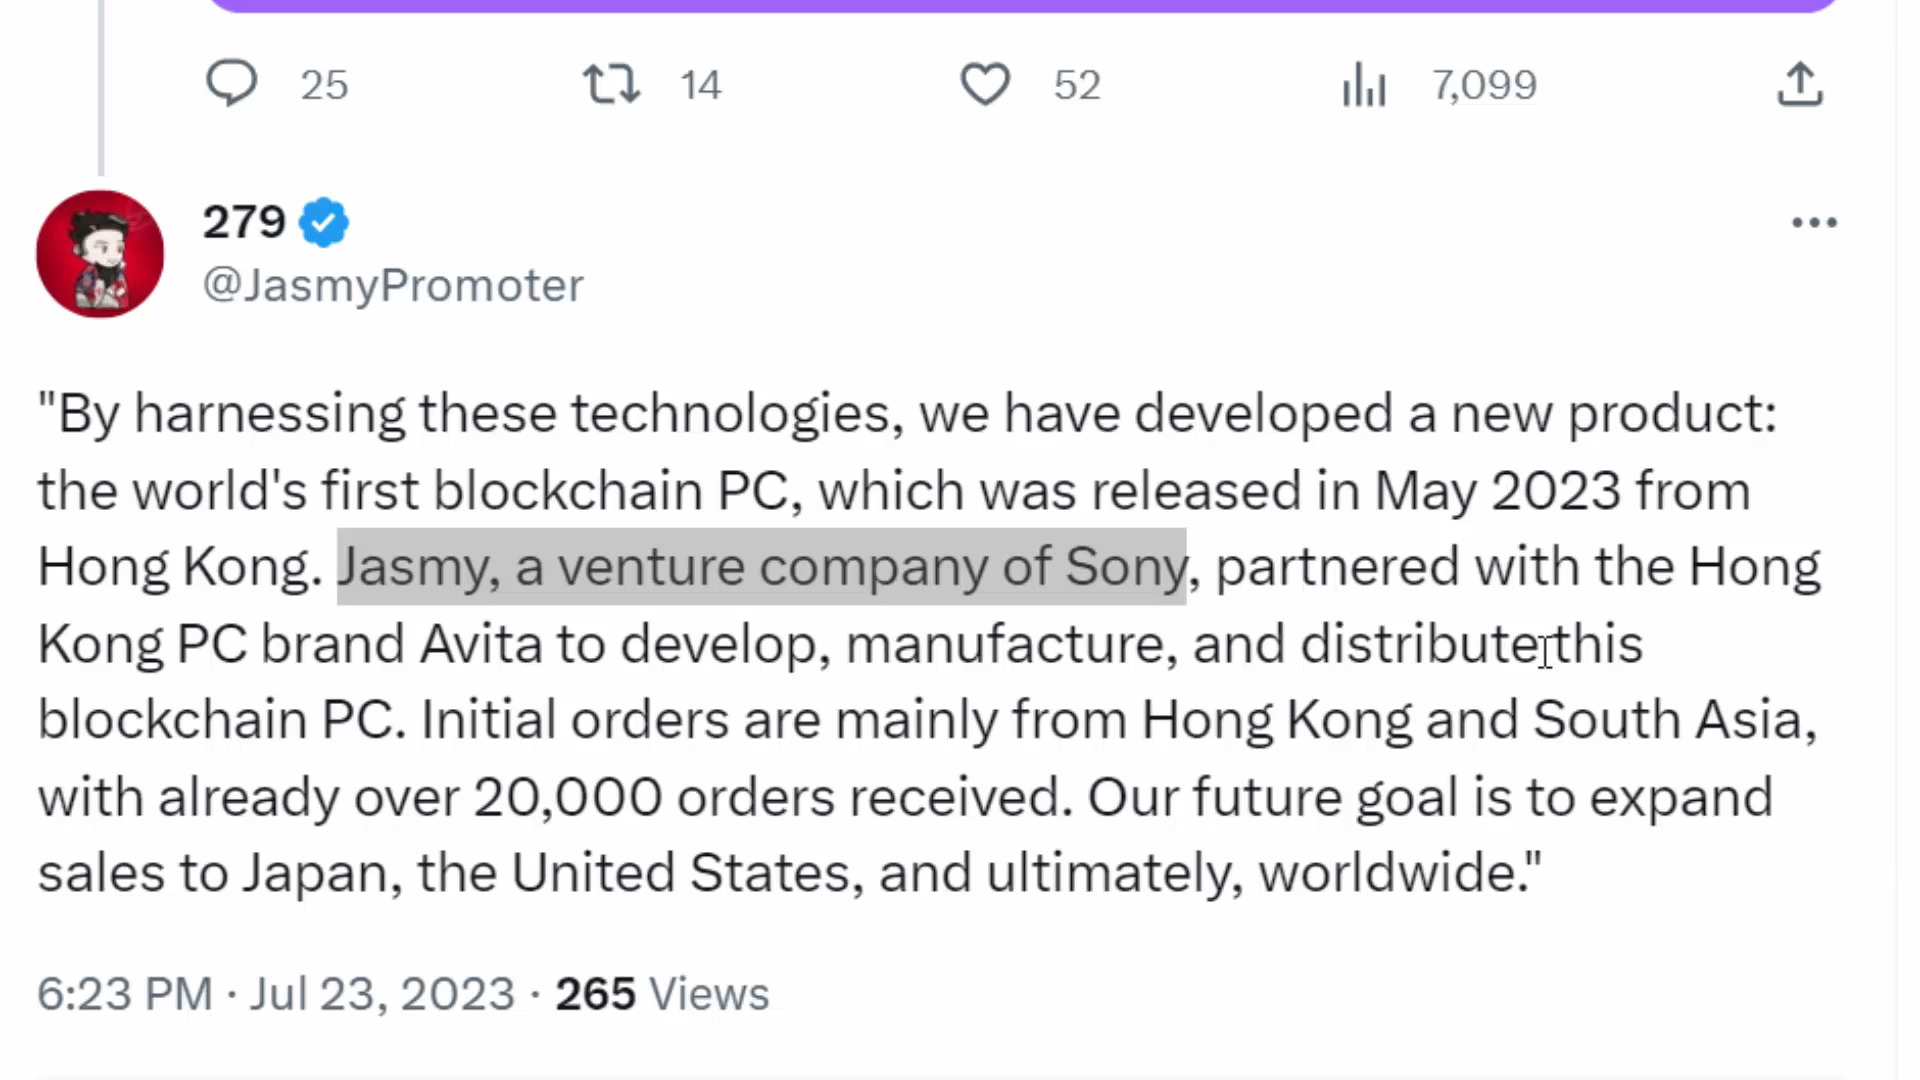 25 14 52 7,099
279
@JasmyPromoter
"By harnessing these technologies, we have developed a new product:
the world's first blockchain PC, which was released in May 2023 from
Hong Kong. Jasmy, a venture company of Sony, partnered with the Hong
Kong PC brand Avita to develop, manufacture, and distribute this
blockchain PC. Initial orders are mainly from Hong Kong and South Asia,
with already over 20,000 orders received. Our future goal is to expand
sales to Japan, the United States, and ultimately, worldwide."
6:23 PM · Jul 23, 2023 · 265 Views